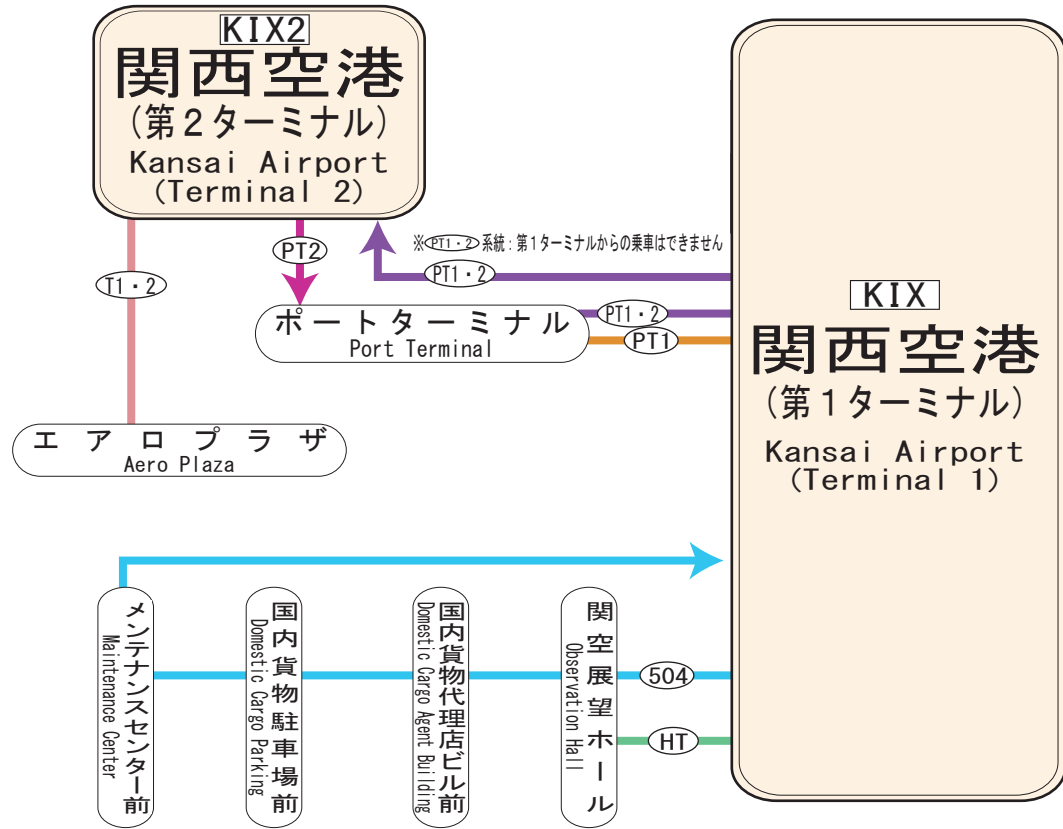 KIX2
関西空港
(第2ターミナル)
Kansai Airport
(Terminal 2)
※PT1・2系統：第1ターミナルからの乗車はできません
PT2
PT1・2
T1・2
ポートターミナル
Port Terminal
PT1・2
PT1
KIX
関西空港
(第1ターミナル)
Kansai Airport
(Terminal 1)
エアロプラザ
Aero Plaza
メンテナンスセンター前
Maintenance Center
国内貨物駐車場前
Domestic Cargo Parking
国内貨物代理店ビル前
Domestic Cargo Agent Building
関空展望ホール
Observation Hall
504
HT